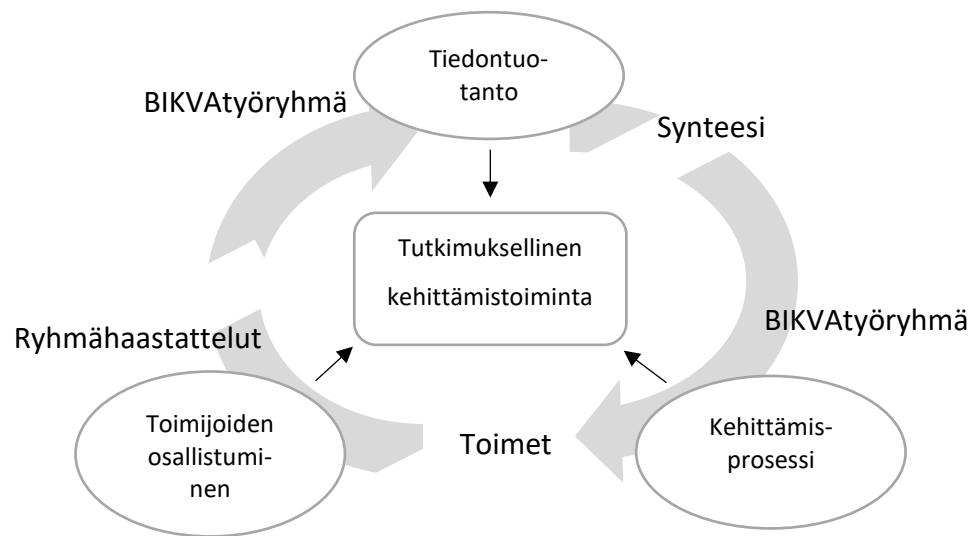 Tiedontuo-
tanto
BIKVAtyöryhmä
Synteesi
Tutkimuksellinen
kehittämistoiminta
BIKVAtyöryhmä
Ryhmähaastattelut
Toimijoiden
osallistumi-
nen
Toimet
Kehittämis-
prosessi